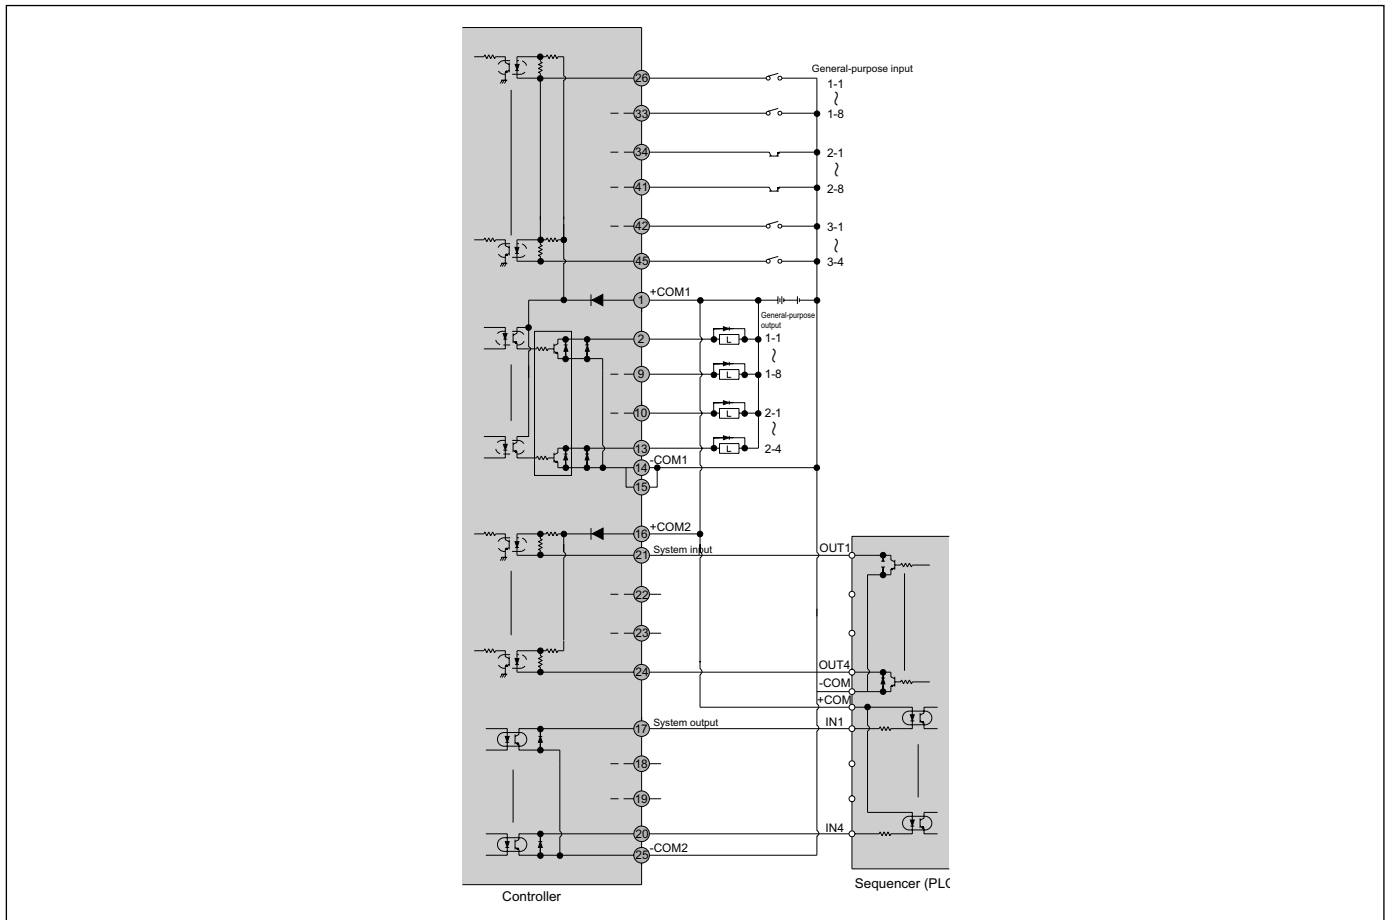 General-purpose input
26
1-1
~
33
1-8
34
2-1
~
41
2-8
42
3-1
~
45
3-4
1
+COM1
General-purpose
output
2
L
1-1
~
9
L
1-8
10
L
2-1
~
13
L
2-4
14
-COM1
15
16
+COM2
21
System input
OUT1
22
23
24
OUT4
-COM
+COM
17
System output
IN1
18
19
20
IN4
25
-COM2
Controller
Sequencer (PLC